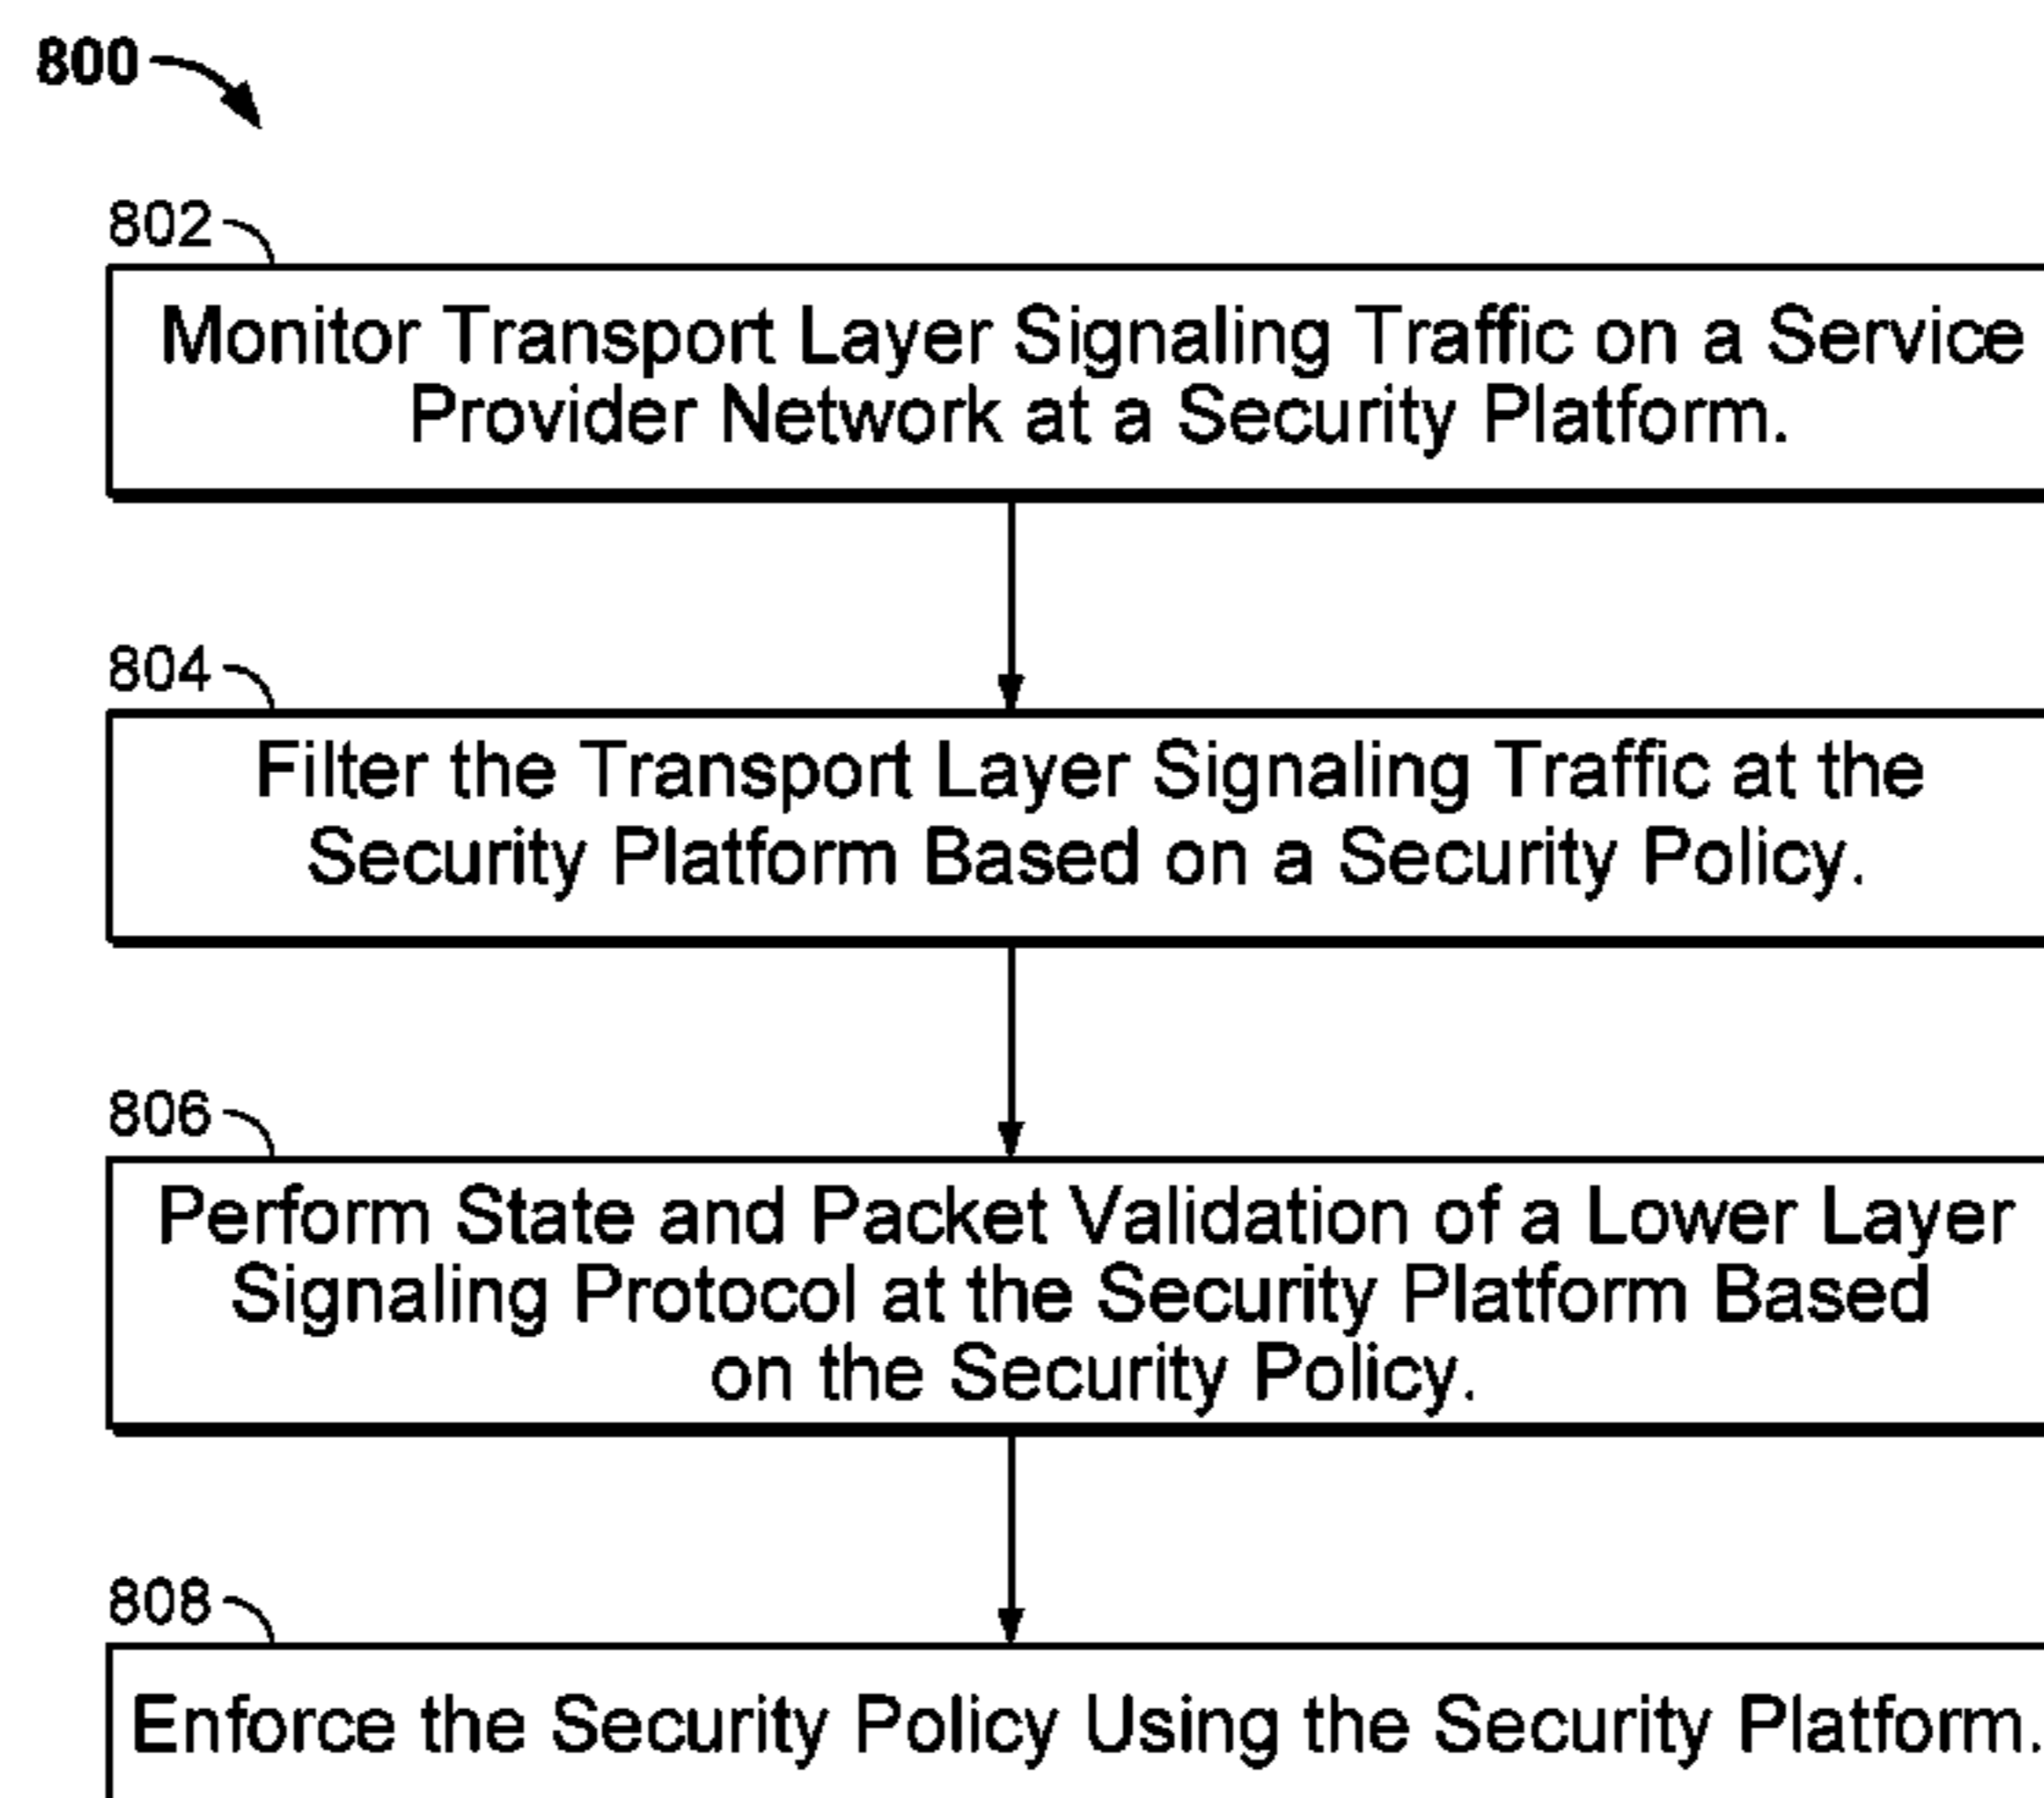 800
802
Monitor Transport Layer Signaling Traffic on a Service
Provider Network at a Security Platform.
804
Filter the Transport Layer Signaling Traffic at the
Security Platform Based on a Security Policy.
806
Perform State and Packet Validation of a Lower Layer
Signaling Protocol at the Security Platform Based
on the Security Policy.
808
Enforce the Security Policy Using the Security Platform.